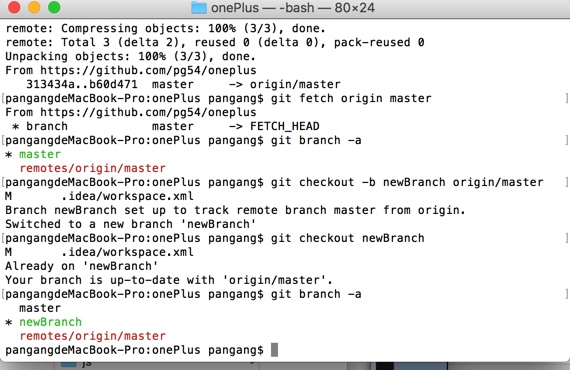 onePlus — -bash — 80×24
remote: Compressing objects: 100% (3/3), done.
remote: Total 3 (delta 2), reused 0 (delta 0), pack-reused 0
Unpacking objects: 100% (3/3), done.
From https://github.com/pg54/oneplus
   313434a..b60d471  master     -> origin/master
[pangangdeMacBook-Pro:onePlus pangang$ git fetch origin master ]
From https://github.com/pg54/oneplus
 * branch            master     -> FETCH_HEAD
[pangangdeMacBook-Pro:onePlus pangang$ git branch -a ]
* master
  remotes/origin/master
[pangangdeMacBook-Pro:onePlus pangang$ git checkout -b newBranch origin/master ]
M       .idea/workspace.xml
Branch newBranch set up to track remote branch master from origin.
Switched to a new branch 'newBranch'
[pangangdeMacBook-Pro:onePlus pangang$ git checkout newBranch ]
M       .idea/workspace.xml
Already on 'newBranch'
Your branch is up-to-date with 'origin/master'.
[pangangdeMacBook-Pro:onePlus pangang$ git branch -a ]
  master
* newBranch
  remotes/origin/master
pangangdeMacBook-Pro:onePlus pangang$
js